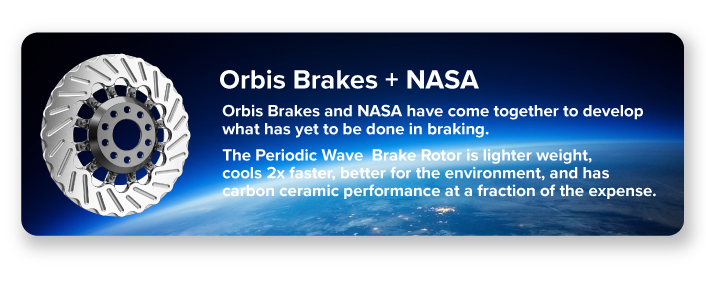 Orbis Brakes + NASA
Orbis Brakes and NASA have come together to develop
what has yet to be done in braking.
The Periodic Wave  Brake Rotor is lighter weight,
cools 2x faster, better for the environment, and has
carbon ceramic performance at a fraction of the expense.